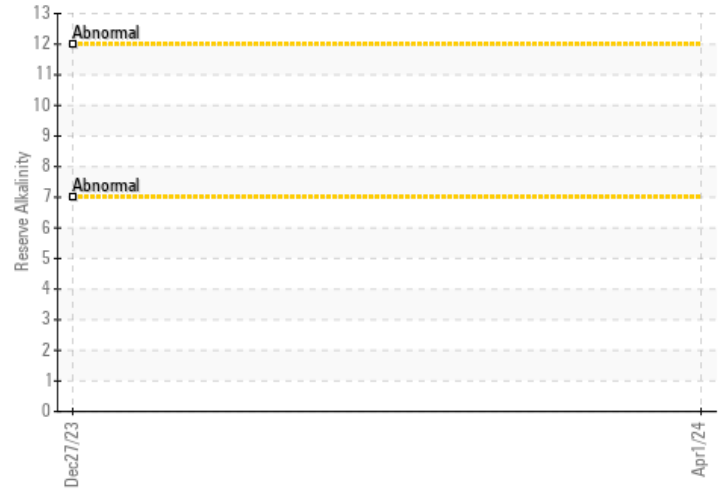 13
Abnormal
12
11
10
9
8
Abnormal
7
6
5
4
3
2
1
0
Reserve Alkalinity
Dec27/23
Apr1/24